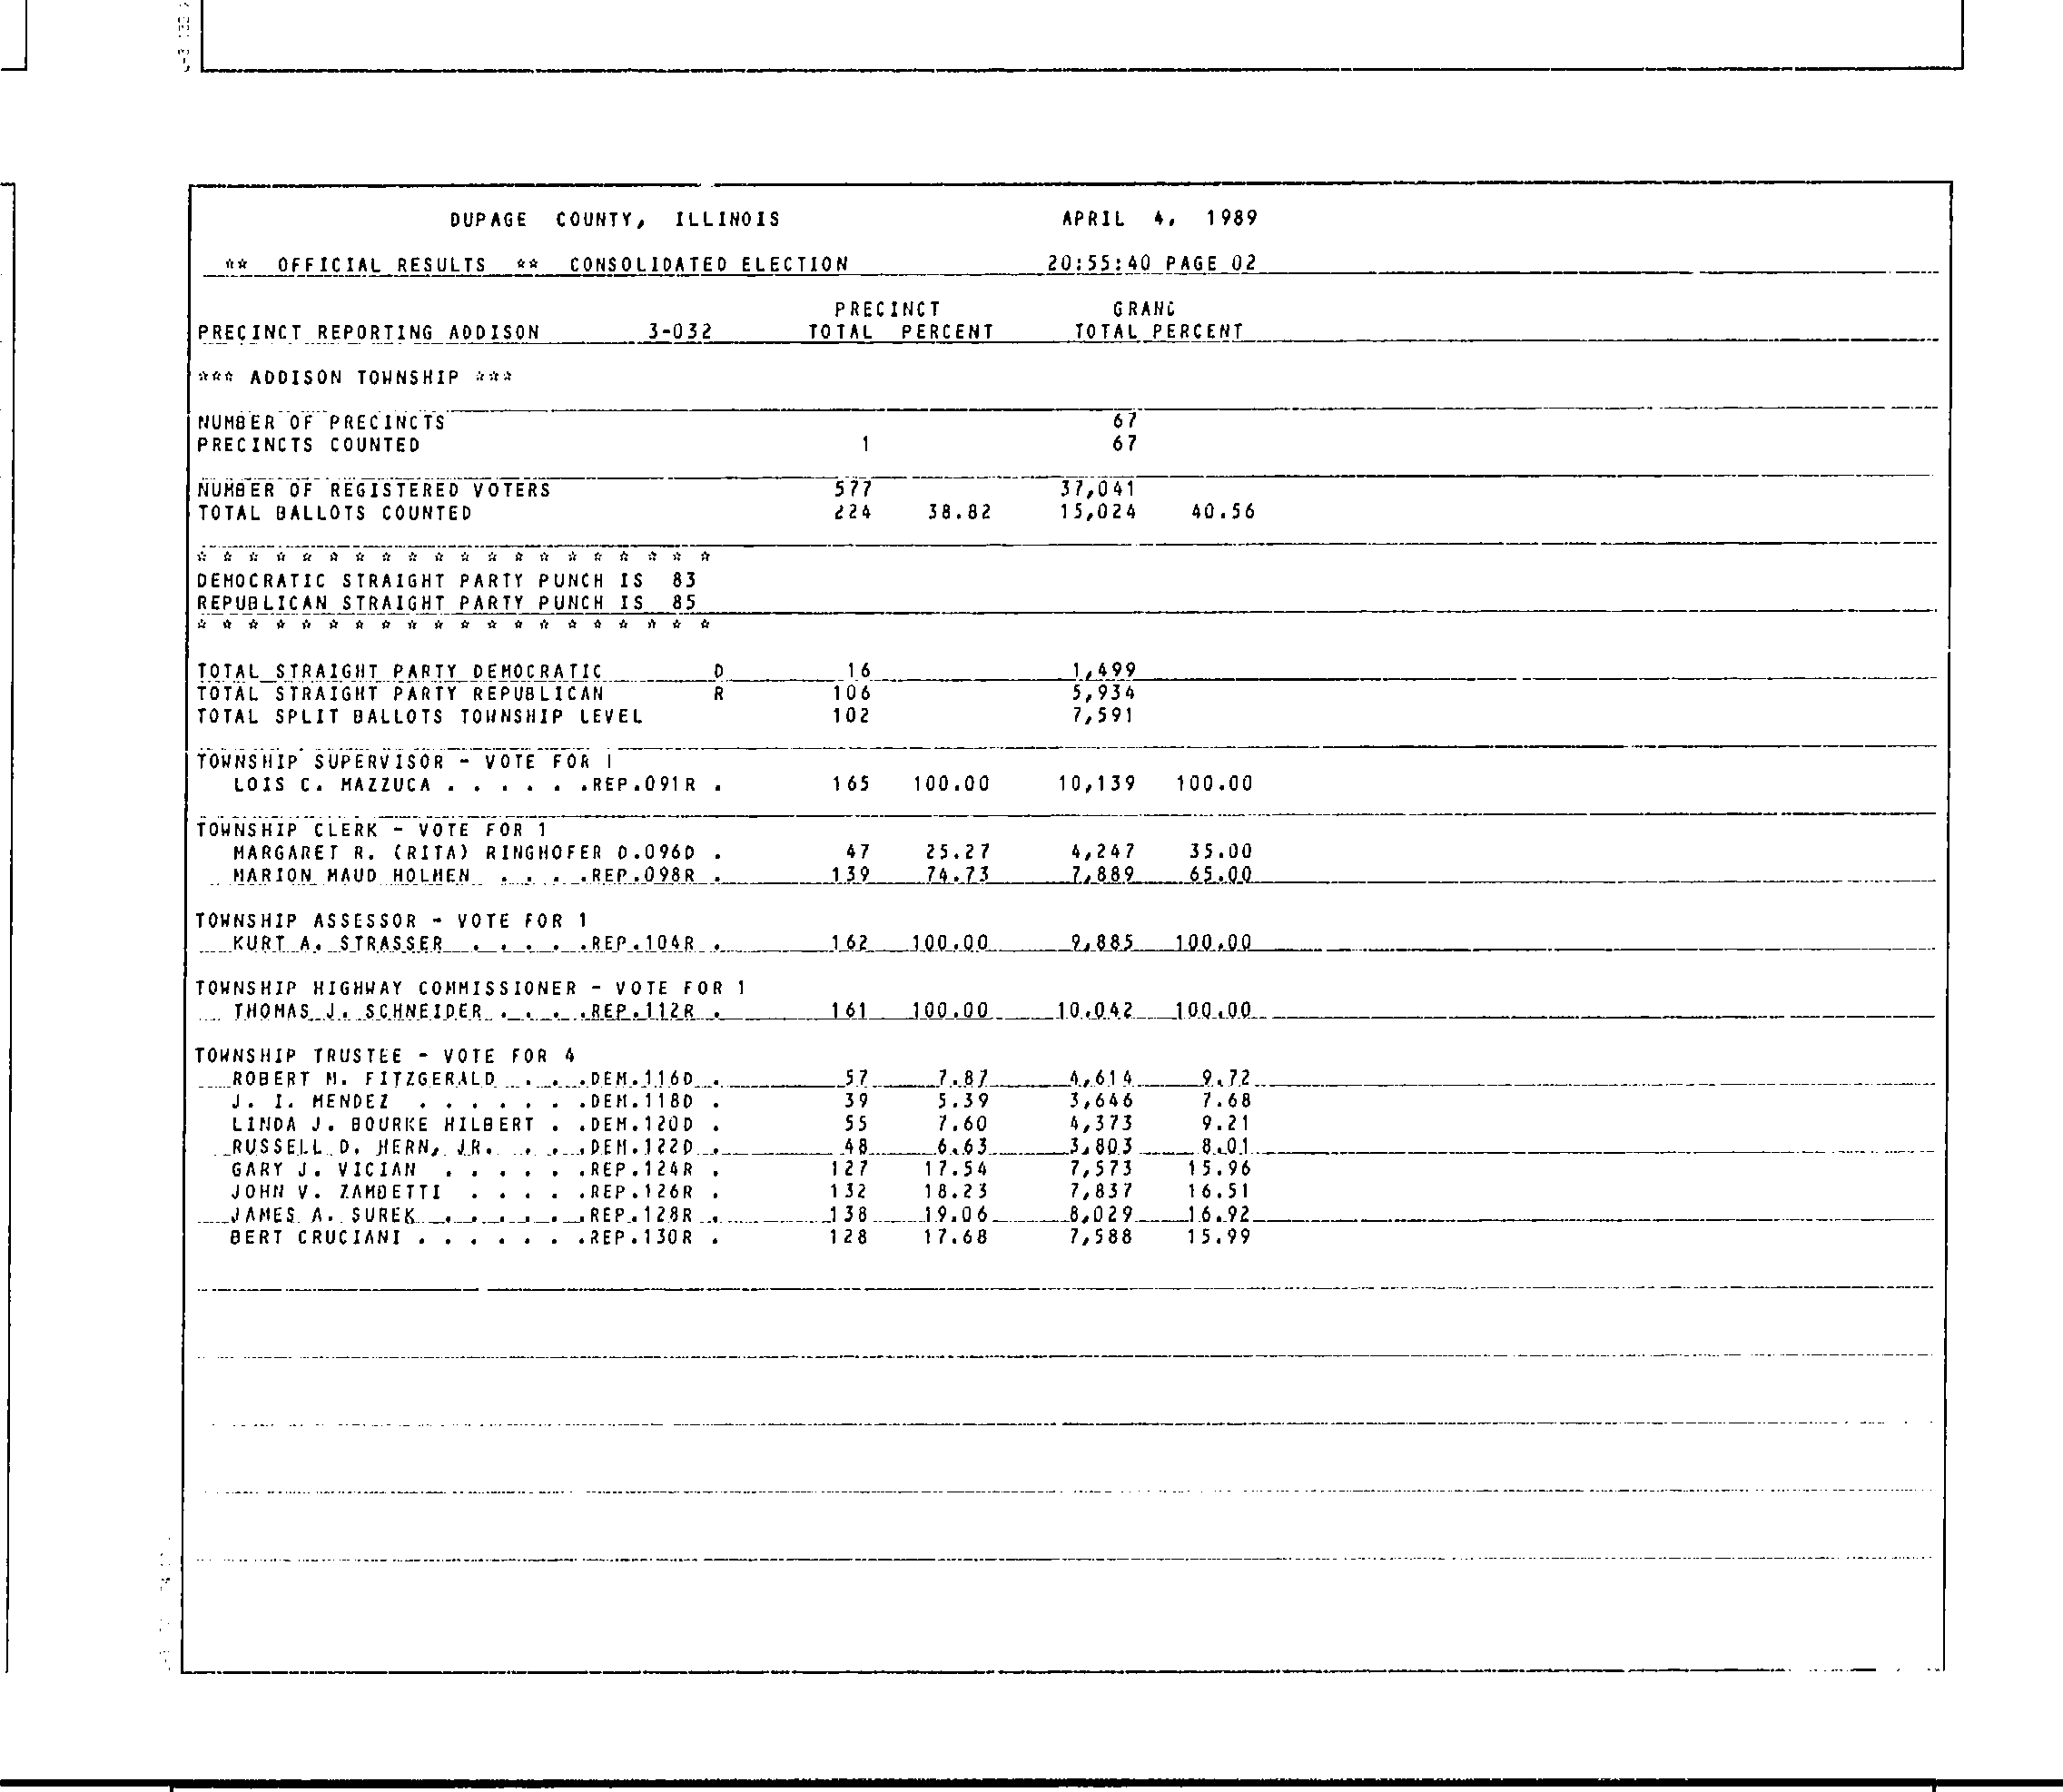 DUPAGE COUNTY, ILLINOIS APRIL 4, 1989
** OFFICIAL RESULTS ** CONSOLIDATED ELECTION 20:55:40 PAGE 02
PRECINCT GRAND
PRECINCT REPORTING ADDISON 3-032 TOTAL PERCENT TOTAL PERCENT
*** ADDISON TOWNSHIP ***
NUMBER OF PRECINCTS 67
PRECINCTS COUNTED 1 67
NUMBER OF REGISTERED VOTERS 577 37,041
TOTAL BALLOTS COUNTED 224 38.82 15,024 40.56
* * * * * * * * * * * * * * * * * * * *
DEMOCRATIC STRAIGHT PARTY PUNCH IS 83
REPUBLICAN STRAIGHT PARTY PUNCH IS 85
* * * * * * * * * * * * * * * * * * * *
TOTAL STRAIGHT PARTY DEMOCRATIC D 16 1,499
TOTAL STRAIGHT PARTY REPUBLICAN R 106 5,934
TOTAL SPLIT BALLOTS TOWNSHIP LEVEL 102 7,591
TOWNSHIP SUPERVISOR - VOTE FOR 1
LOIS C. MAZZUCA . . . . . .REP.091R . 165 100.00 10,139 100.00
TOWNSHIP CLERK - VOTE FOR 1
MARGARET R. (RITA) RINGHOFER D.096D . 47 25.27 4,247 35.00
MARION MAUD HOLMEN . . . .REP.098R . 139 74.73 7,889 65.00
TOWNSHIP ASSESSOR - VOTE FOR 1
KURT A. STRASSER . . . . .REP.104R . 162 100.00 9,885 100.00
TOWNSHIP HIGHWAY COMMISSIONER - VOTE FOR 1
THOMAS J. SCHNEIDER . . . .REP.112R . 161 100.00 10,042 100.00
TOWNSHIP TRUSTEE - VOTE FOR 4
ROBERT M. FITZGERALD . . .DEM.116D . 57 7.87 4,614 9.72
J. I. MENDEZ . . . . . . .DEM.118D . 39 5.39 3,646 7.68
LINDA J. BOURKE HILBERT . .DEM.120D . 55 7.60 4,373 9.21
RUSSELL D. HERN, JR. . . .DEM.122D . 48 6.63 3,803 8.01
GARY J. VICIAN . . . . . .REP.124R . 127 17.54 7,573 15.96
JOHN V. ZAMBETTI . . . . .REP.126R . 132 18.23 7,837 16.51
JAMES A. SUREK . . . . . .REP.128R . 138 19.06 8,029 16.92
BERT CRUCIANI . . . . . . .REP.130R . 128 17.68 7,588 15.99